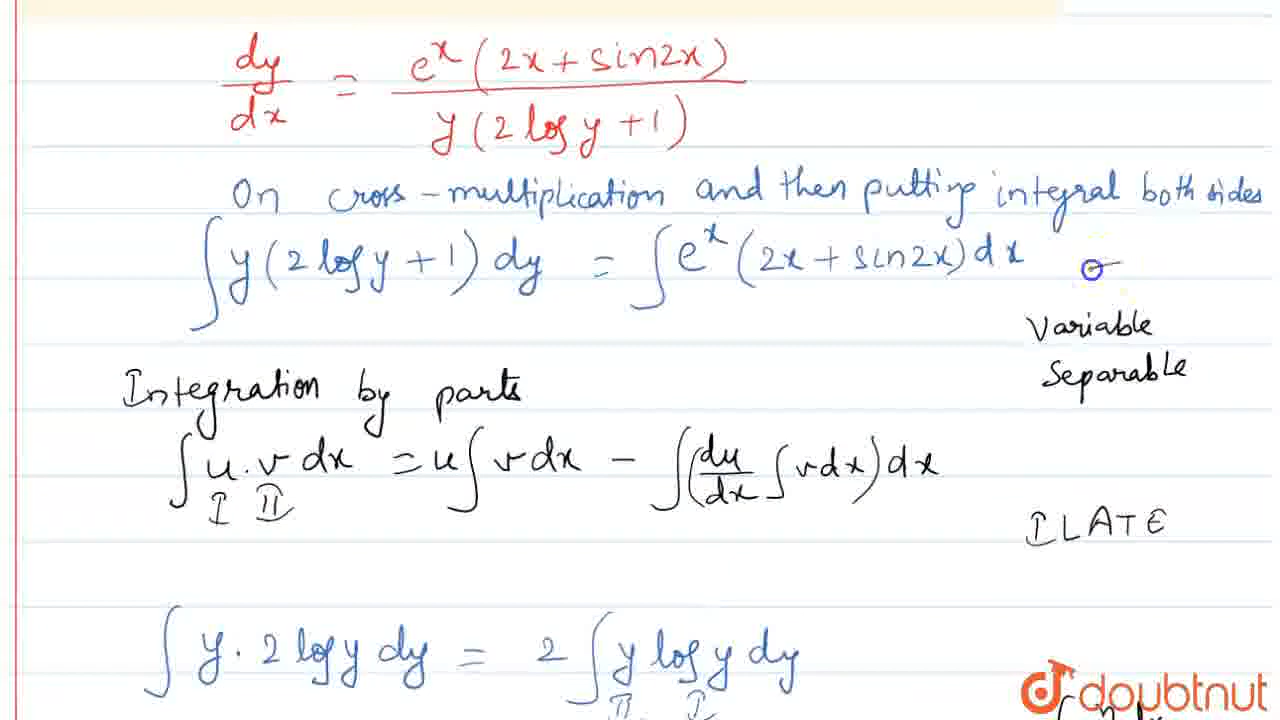 dy/dx = e^x (2x + sin2x) / y (2 log y + 1)
On cross-multiplication and then putting integral both sides
∫ y (2 log y + 1) dy = ∫ e^x (2x + sin2x) dx
Variable
Separable
Integration by parts
∫ u . v dx = u ∫ v dx - ∫ (du/dx ∫ v dx) dx
I II
ILATE
∫ y . 2 log y dy = 2 ∫ y log y dy
II I
doubtnut